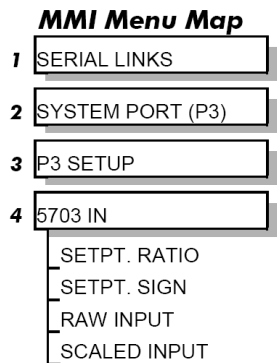 MMI Menu Map
1 SERIAL LINKS
2 SYSTEM PORT (P3)
3 P3 SETUP
4 5703 IN
SETPT. RATIO
SETPT. SIGN
RAW INPUT
SCALED INPUT